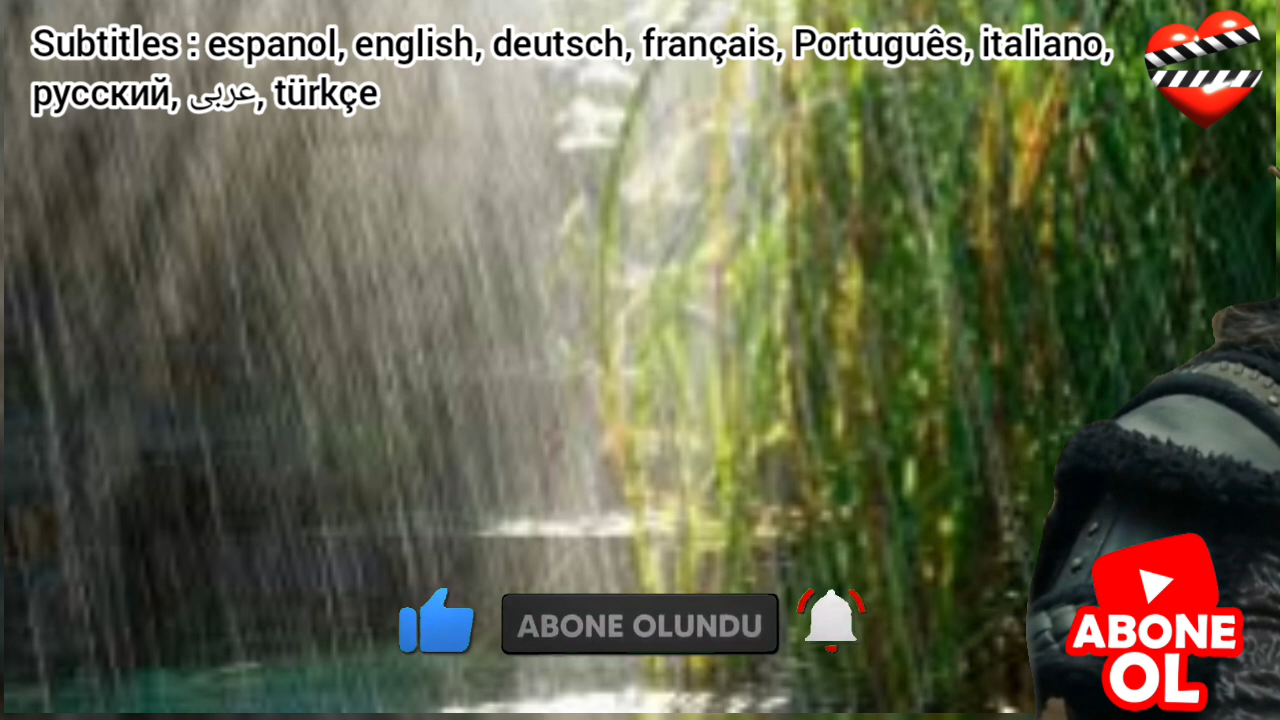 Subtitles : espanol, english, deutsch, français, Português, italiano,
русский, عربى, türkçe
ABONE OLUNDU
ABONE
OL